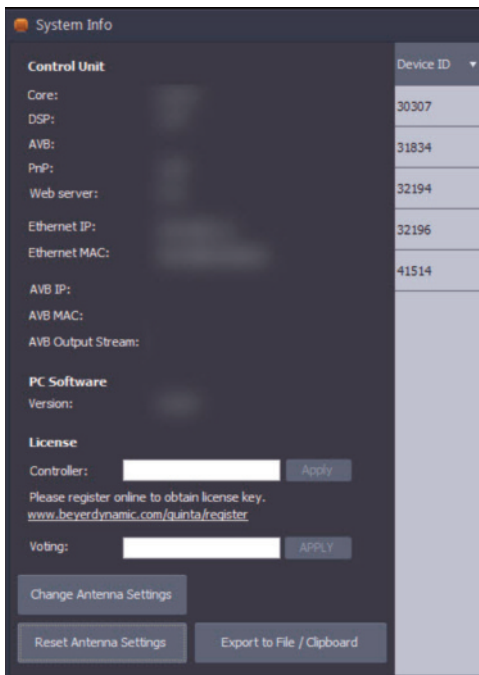 System Info
Control Unit
Core:
DSP:
AVB:
PnP:
Web server:
Ethernet IP:
Ethernet MAC:
AVB IP:
AVB MAC:
AVB Output Stream:
PC Software
Version:
License
Controller:
Apply
Please register online to obtain license key.
www.beyerdynamic.com/quinta/register
Voting:
APPLY
Change Antenna Settings
Reset Antenna Settings
Export to File / Clipboard
Device ID
30307
31834
32194
32196
41514